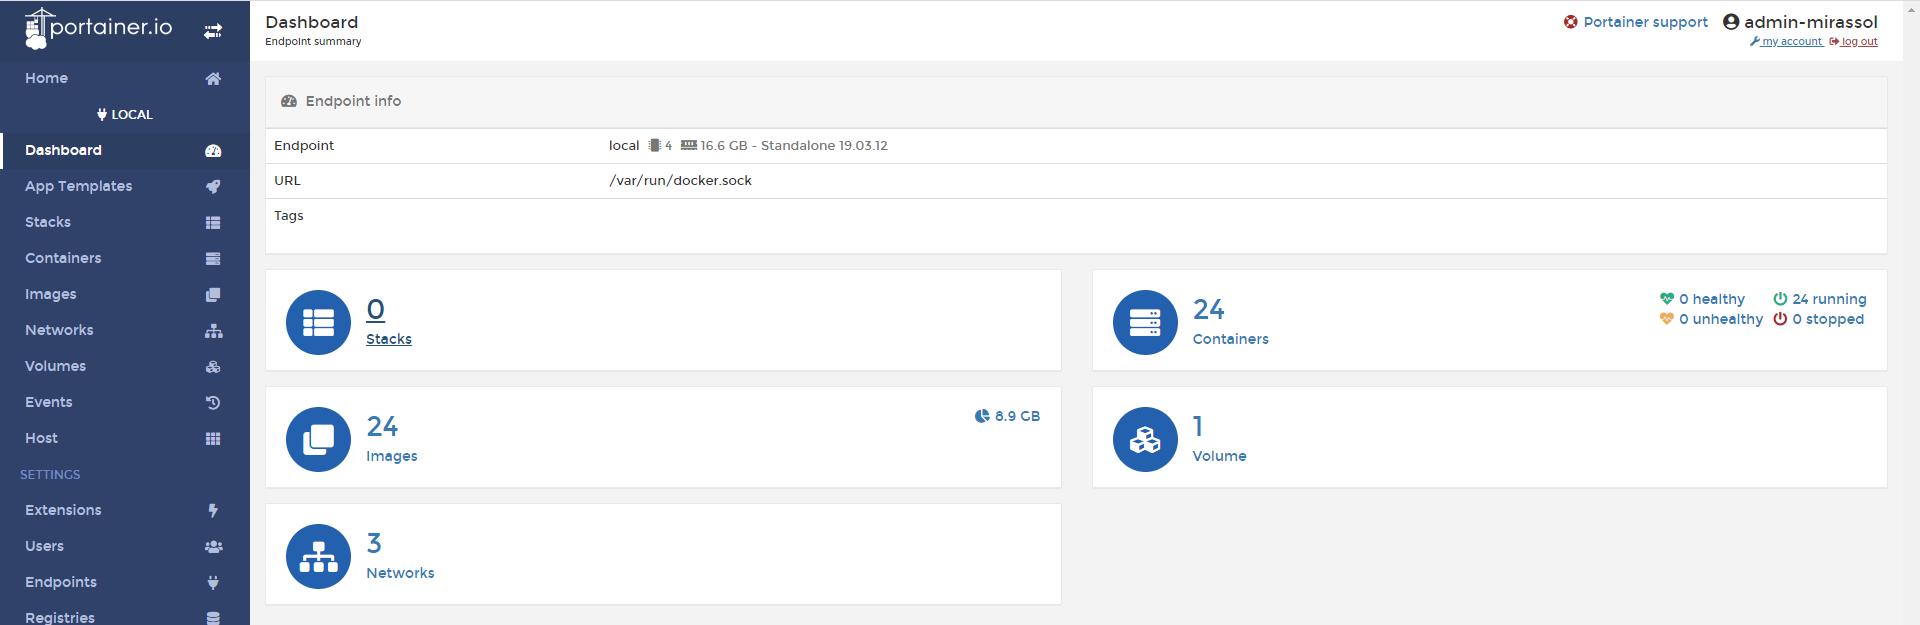 portainer.io
Home
LOCAL
Dashboard
App Templates
Stacks
Containers
Images
Networks
Volumes
Events
Host
SETTINGS
Extensions
Users
Endpoints
Registries
Dashboard
Endpoint summary
Portainer support
admin-mirassol
my account
log out
Endpoint info
Endpoint local 4 16.6 GB - Standalone 19.03.12
URL /var/run/docker.sock
Tags
0
Stacks
24
Containers
0 healthy 24 running
0 unhealthy 0 stopped
24
Images
8.9 GB
1
Volume
3
Networks